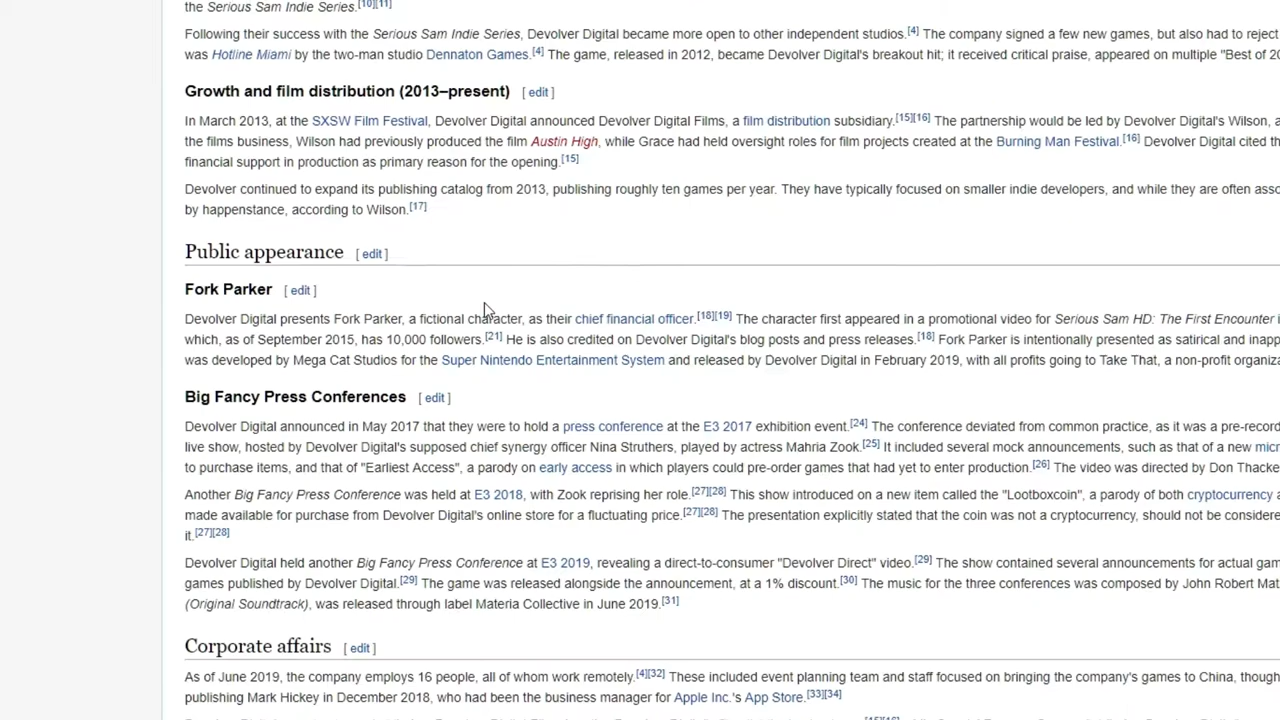 the Serious Sam Indie Series.[10][11]
Following their success with the Serious Sam Indie Series, Devolver Digital became more open to other independent studios.[4] The company signed a few new games, but also had to reject
was Hotline Miami by the two-man studio Dennaton Games.[4] The game, released in 2012, became Devolver Digital's breakout hit; it received critical praise, appeared on multiple "Best of 20
Growth and film distribution (2013–present) [ edit ]
In March 2013, at the SXSW Film Festival, Devolver Digital announced Devolver Digital Films, a film distribution subsidiary.[15][16] The partnership would be led by Devolver Digital's Wilson, a
the films business, Wilson had previously produced the film Austin High, while Grace had held oversight roles for film projects created at the Burning Man Festival.[16] Devolver Digital cited th
financial support in production as primary reason for the opening.[15]
Devolver continued to expand its publishing catalog from 2013, publishing roughly ten games per year. They have typically focused on smaller indie developers, and while they are often asso
by happenstance, according to Wilson.[17]
Public appearance [ edit ]
Fork Parker [ edit ]
Devolver Digital presents Fork Parker, a fictional character, as their chief financial officer.[18][19] The character first appeared in a promotional video for Serious Sam HD: The First Encounter i
which, as of September 2015, has 10,000 followers.[21] He is also credited on Devolver Digital's blog posts and press releases.[18] Fork Parker is intentionally presented as satirical and inapp
was developed by Mega Cat Studios for the Super Nintendo Entertainment System and released by Devolver Digital in February 2019, with all profits going to Take That, a non-profit organiza
Big Fancy Press Conferences [ edit ]
Devolver Digital announced in May 2017 that they were to hold a press conference at the E3 2017 exhibition event.[24] The conference deviated from common practice, as it was a pre-record
live show, hosted by Devolver Digital's supposed chief synergy officer Nina Struthers, played by actress Mahria Zook.[25] It included several mock announcements, such as that of a new micr
to purchase items, and that of "Earliest Access", a parody on early access in which players could pre-order games that had yet to enter production.[26] The video was directed by Don Thacke
Another Big Fancy Press Conference was held at E3 2018, with Zook reprising her role.[27][28] This show introduced on a new item called the "Lootboxcoin", a parody of both cryptocurrency a
made available for purchase from Devolver Digital's online store for a fluctuating price.[27][28] The presentation explicitly stated that the coin was not a cryptocurrency, should not be considere
it.[27][28]
Devolver Digital held another Big Fancy Press Conference at E3 2019, revealing a direct-to-consumer "Devolver Direct" video.[29] The show contained several announcements for actual gam
games published by Devolver Digital.[29] The game was released alongside the announcement, at a 1% discount.[30] The music for the three conferences was composed by John Robert Mat
(Original Soundtrack), was released through label Materia Collective in June 2019.[31]
Corporate affairs [ edit ]
As of June 2019, the company employs 16 people, all of whom work remotely.[4][32] These included event planning team and staff focused on bringing the company's games to China, though
publishing Mark Hickey in December 2018, who had been the business manager for Apple Inc.'s App Store.[33][34]